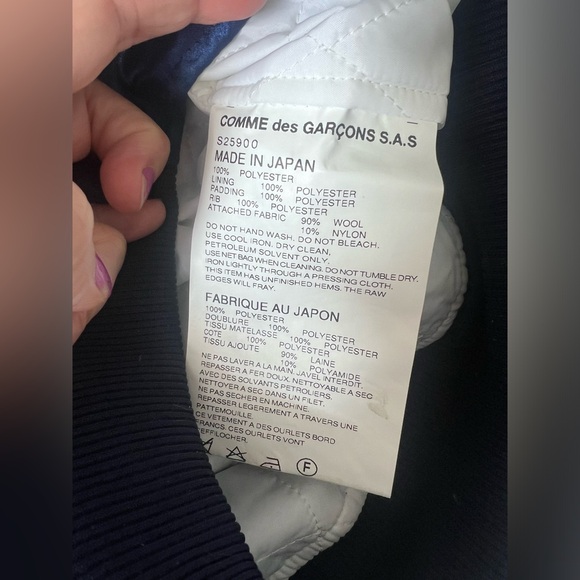 COMME des GARÇONS S.A.S
S25900
MADE IN JAPAN
100% POLYESTER
LINING 100% POLYESTER
PADDING 100% POLYESTER
RIB 100% POLYESTER
ATTACHED FABRIC 90% WOOL
10% NYLON
DO NOT HAND WASH. DO NOT BLEACH.
USE COOL IRON. DRY CLEAN.
PETROLEUM SOLVENT ONLY.
USE NET BAG WHEN CLEANING. DO NOT TUMBLE DRY.
IRON LIGHTLY THROUGH A PRESSING CLOTH.
THIS ITEM HAS UNFINISHED HEMS. THE RAW
EDGES WILL FRAY.
FABRIQUE AU JAPON
100% POLYESTER
DOUBLURE 100% POLYESTER
TISSU MATELASSE 100% POLYESTER
COTE 100% POLYESTER
TISSU AJOUTE 90% LAINE
10% POLYAMIDE
NE PAS LAVER A LA MAIN. JAVEL INTERDIT.
REPASSER A FER DOUX. NETTOYABLE A SEC
AVEC DES SOLVANTS PETROLIERS.
NETTOYER A SEC DANS UN FILET.
NE PAS SECHER EN MACHINE.
REPASSER LEGEREMENT A TRAVERS UNE
PATTEMOUILLE.
CE VETEMENT A DES OURLETS BORD
FRANCS, CES OURLETS VONT
EFFILOCHER.
F